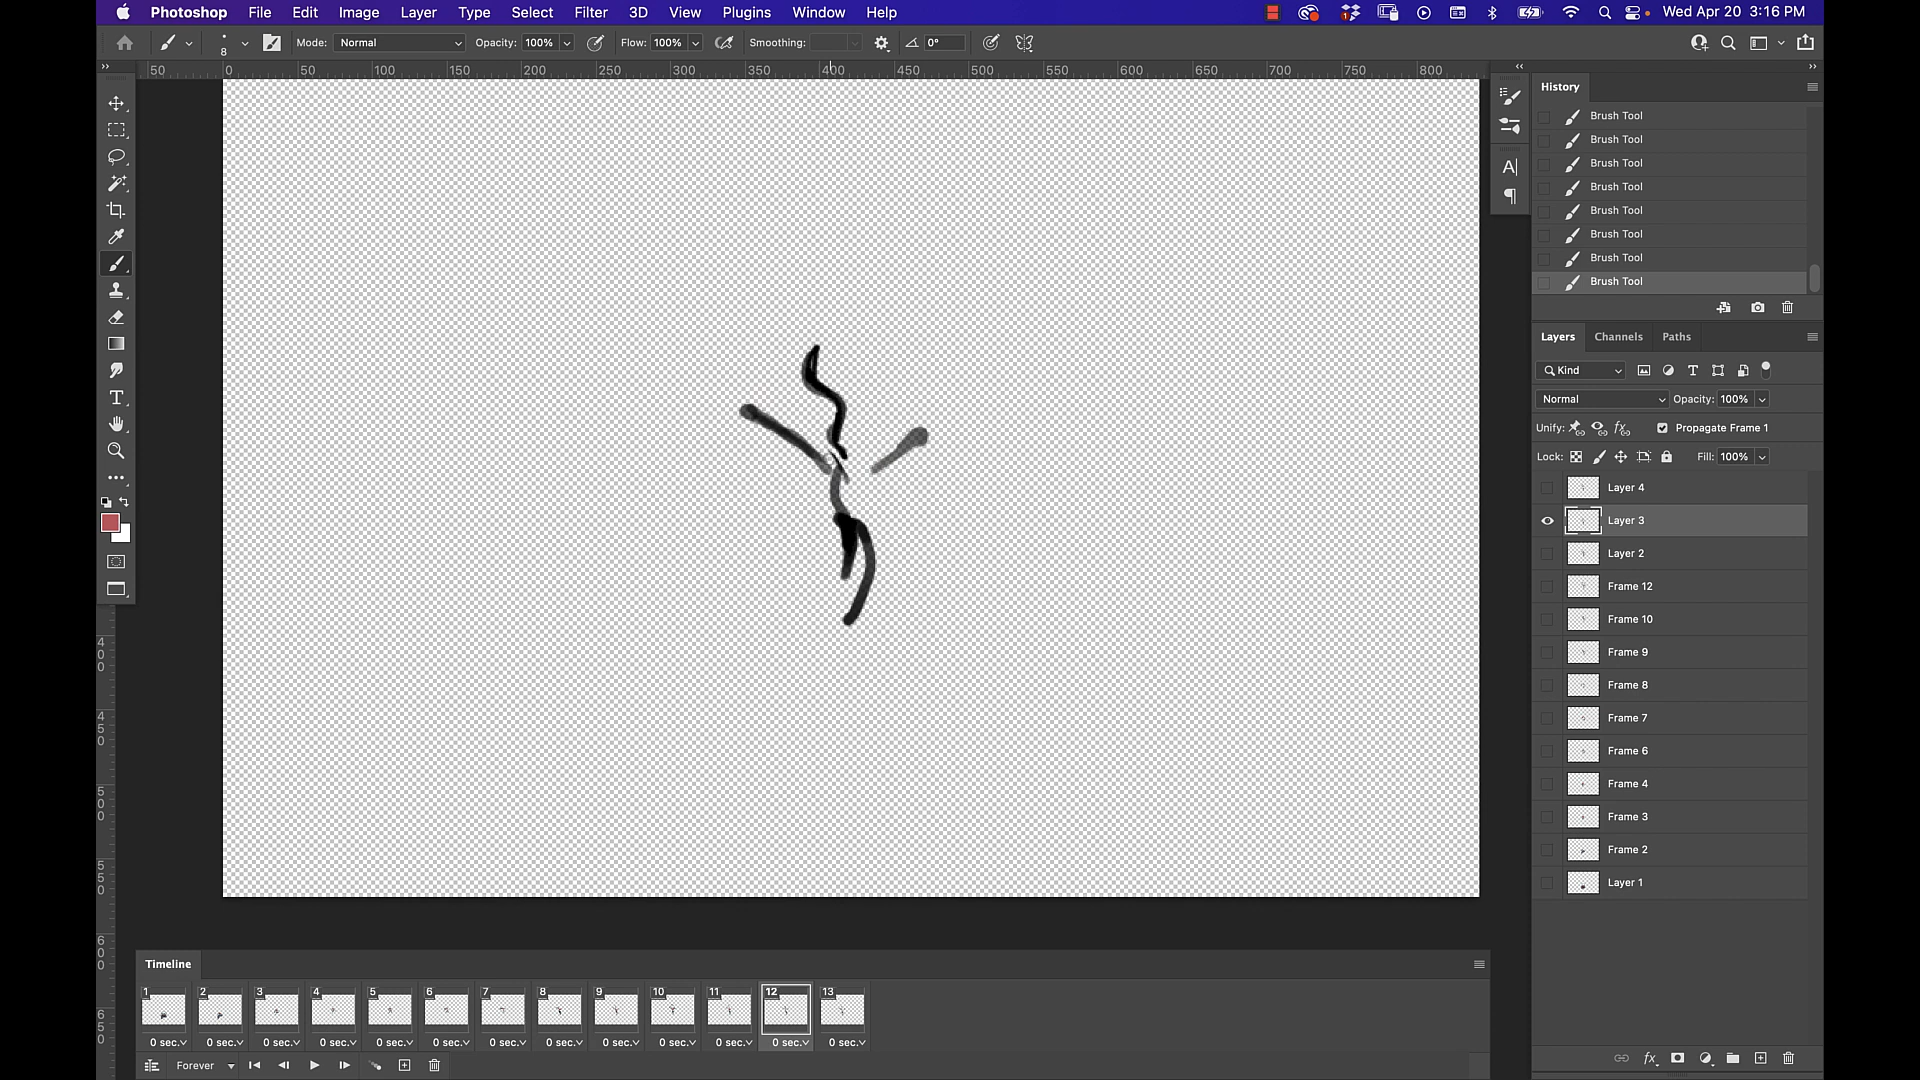 Photoshop File Edit Image Layer Type Select Filter 3D View Plugins Window Help Wed Apr 20 3:16 PM
8 Mode: Normal Opacity: 100% Flow: 100% Smoothing: 0°
50 0 50 100 150 200 250 300 350 400 450 500 550 600 650 700 750 800
History
Brush Tool
Brush Tool
Brush Tool
Brush Tool
Brush Tool
Brush Tool
Brush Tool
Brush Tool
Layers Channels Paths
Kind
Normal Opacity: 100%
Unify: Propagate Frame 1
Lock: Fill: 100%
Layer 4
Layer 3
Layer 2
Frame 12
Frame 10
Frame 9
Frame 8
Frame 7
Frame 6
Frame 4
Frame 3
Frame 2
Layer 1
400
450
500
550
600
650
Timeline
1 2 3 4 5 6 7 8 9 10 11 12 13
0 sec. 0 sec. 0 sec. 0 sec. 0 sec. 0 sec. 0 sec. 0 sec. 0 sec. 0 sec. 0 sec. 0 sec. 0 sec.
Forever